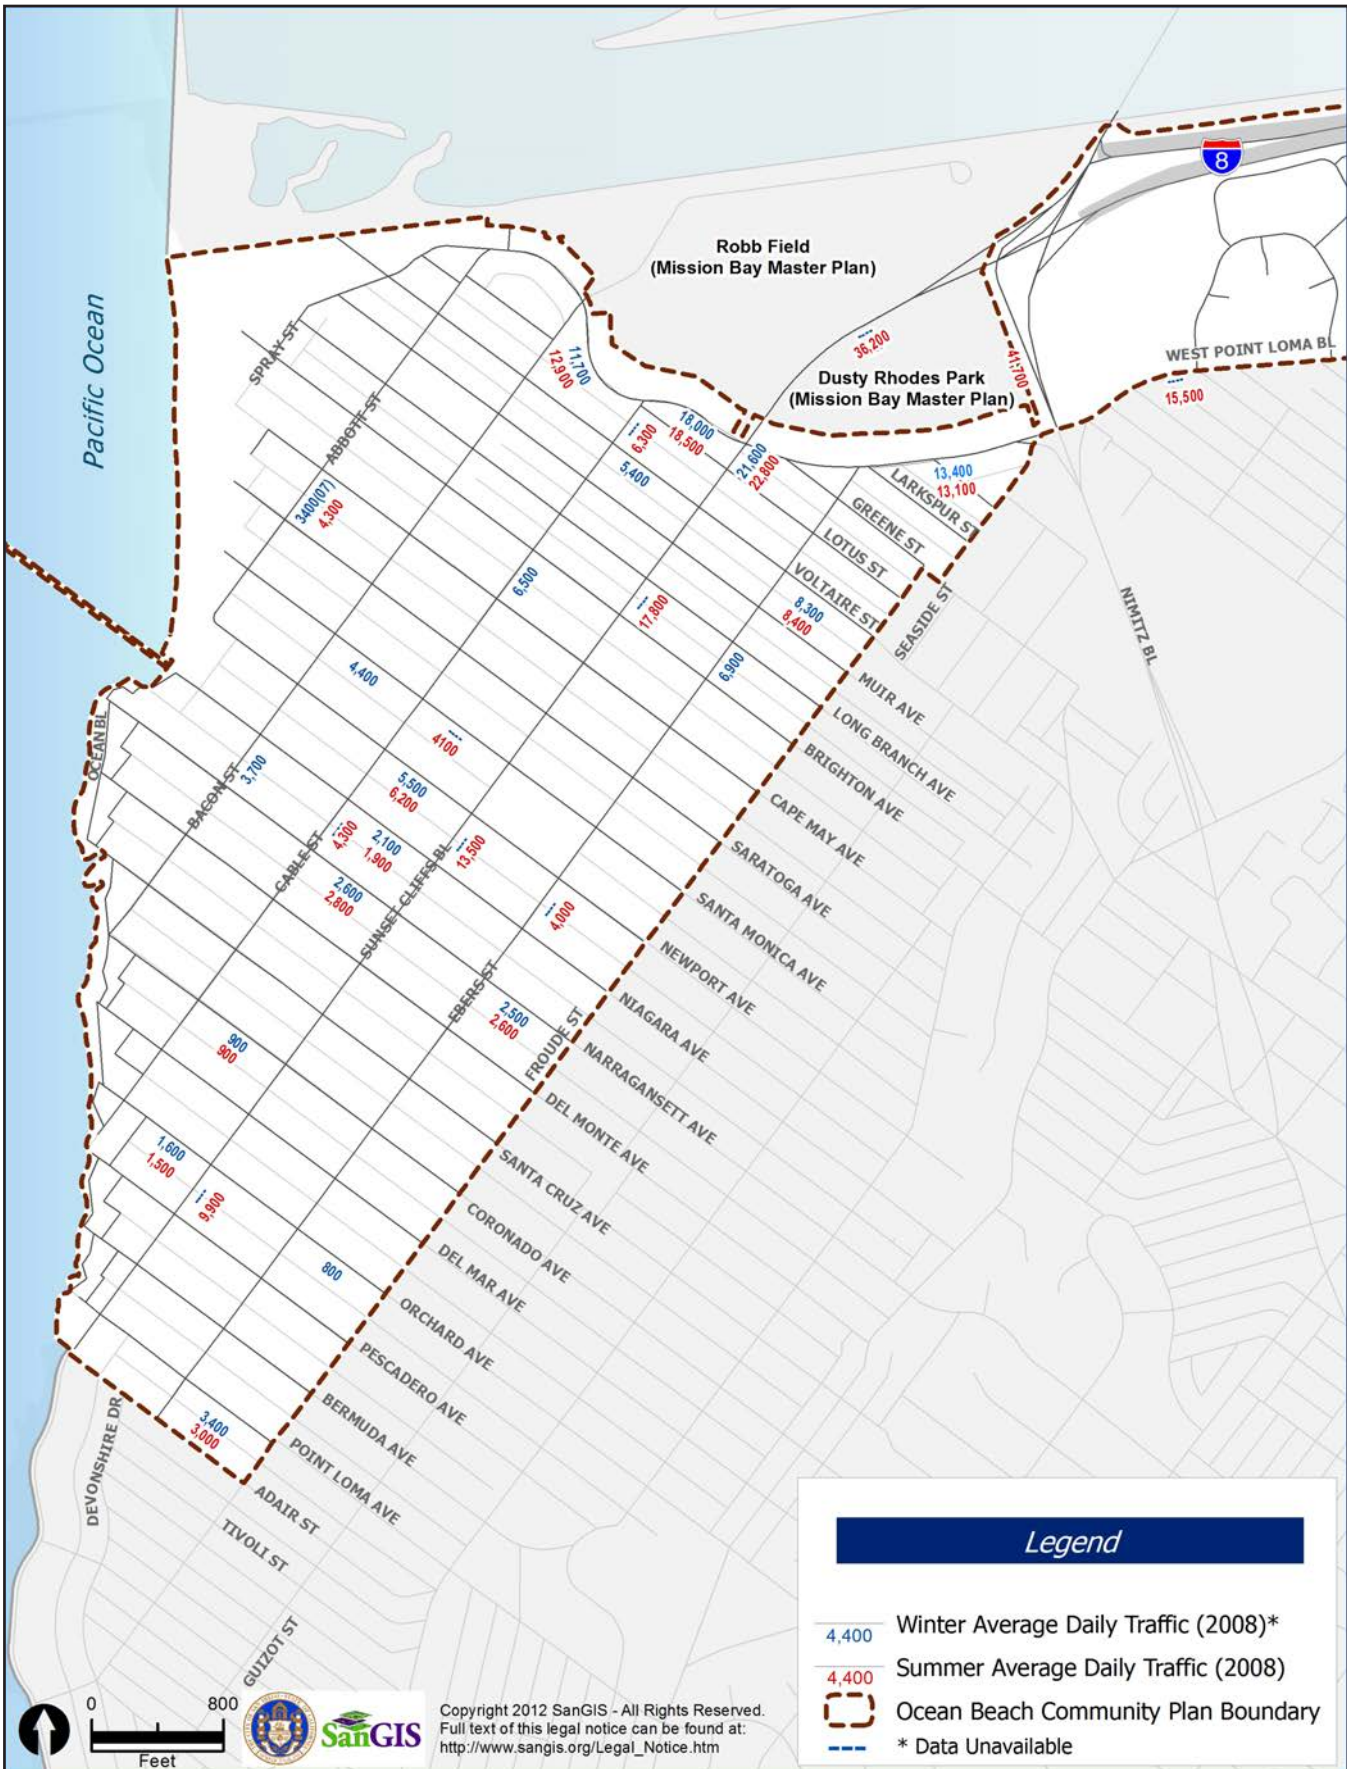 8
Robb Field
(Mission Bay Master Plan)
Pacific Ocean
36,200
41,700
WEST POINT LOMA BL
15,500
Dusty Rhodes Park
(Mission Bay Master Plan)
SPRAY ST
11,700
12,900
ABBOTT ST
18,000
18,500
6,300
5,400
21,600
22,800
13,400
13,100
LARKSPUR ST
GREENE ST
LOTUS ST
VOLTAIRE ST
3400(07)
4,300
6,500
17,800
8,300
8,400
SEASIDE ST
NIMITZ BL
6,900
4,400
MUIR AVE
LONG BRANCH AVE
BRIGHTON AVE
CAPE MAY AVE
SARATOGA AVE
SANTA MONICA AVE
NEWPORT AVE
NIAGARA AVE
NARRAGANSETT AVE
DEL MONTE AVE
SANTA CRUZ AVE
CORONADO AVE
DEL MAR AVE
ORCHARD AVE
PESCADERO AVE
BERMUDA AVE
POINT LOMA AVE
ADAIR ST
TIVOLI ST
GUIZOT ST
DEVONSHIRE DR
OCEAN BL
BACON ST
3,700
4100
5,500
6,200
CABLE ST
4,300
2,100
1,900
2,600
2,800
SUNSET CLIFFS BL
13,500
4,000
EBERS ST
2,500
2,600
FROUDE ST
900
900
1,600
1,500
9,900
800
3,400
3,000
Legend
4,400 Winter Average Daily Traffic (2008)*
4,400 Summer Average Daily Traffic (2008)
Ocean Beach Community Plan Boundary
* Data Unavailable
0 800
Feet
SanGIS
Copyright 2012 SanGIS - All Rights Reserved.
Full text of this legal notice can be found at:
http://www.sangis.org/Legal_Notice.htm